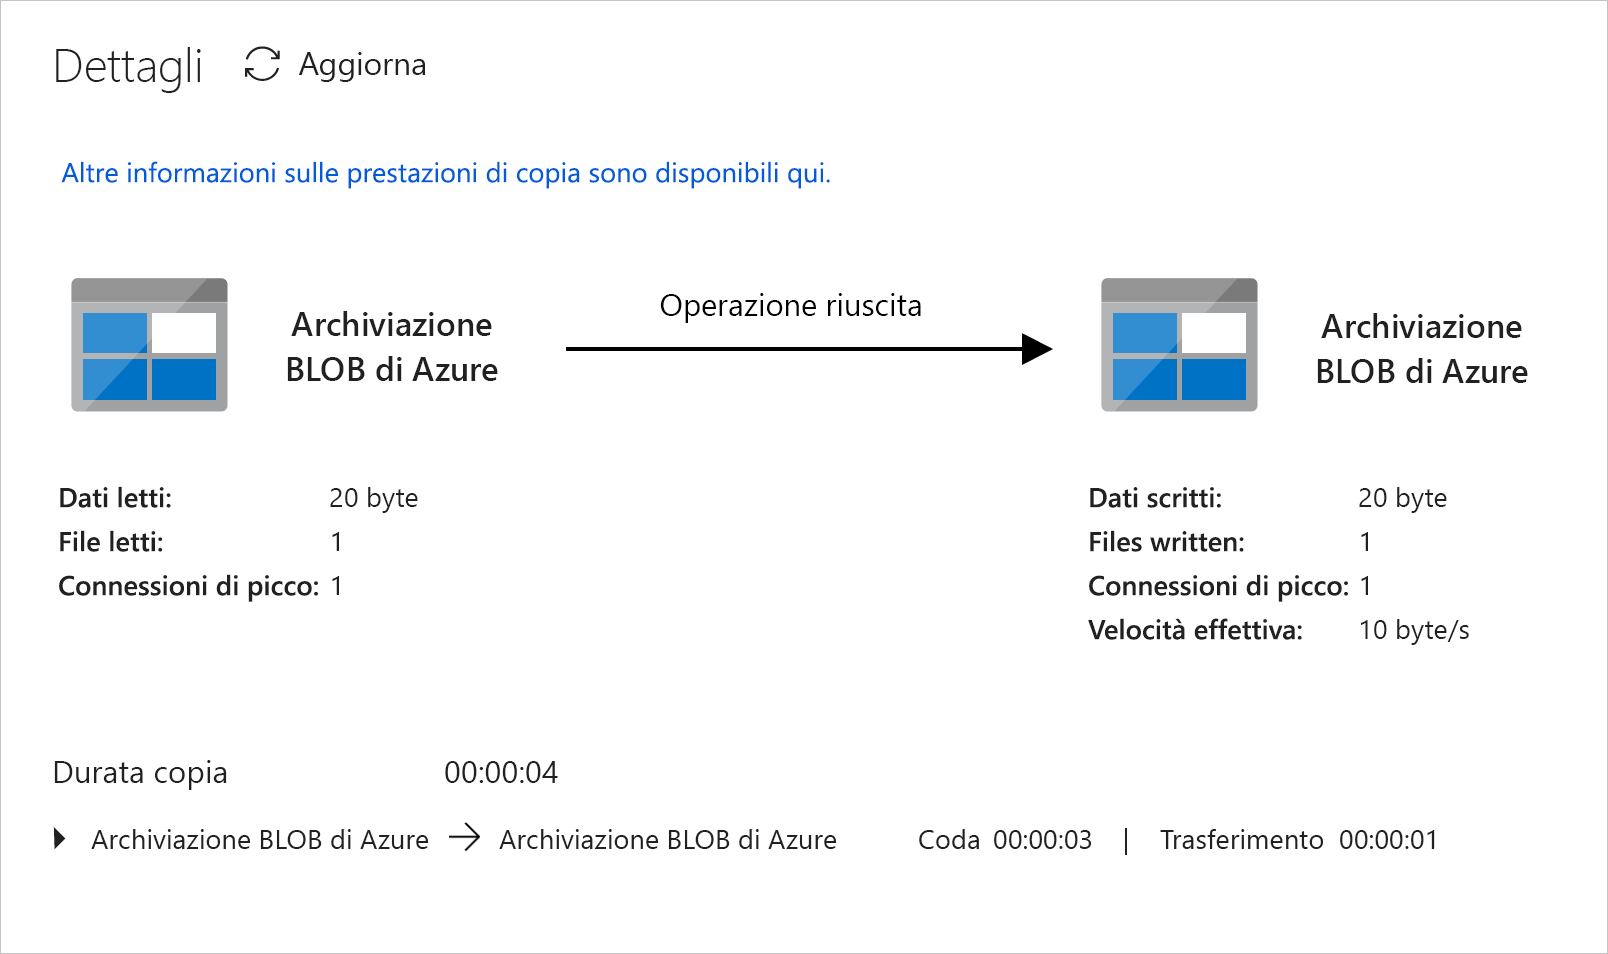 Dettagli Aggiorna
Altre informazioni sulle prestazioni di copia sono disponibili qui.
Archiviazione
BLOB di Azure
Operazione riuscita
Archiviazione
BLOB di Azure
Dati letti: 20 byte
File letti: 1
Connessioni di picco: 1
Dati scritti: 20 byte
Files written: 1
Connessioni di picco: 1
Velocità effettiva: 10 byte/s
Durata copia 00:00:04
Archiviazione BLOB di Azure → Archiviazione BLOB di Azure Coda 00:00:03 | Trasferimento 00:00:01